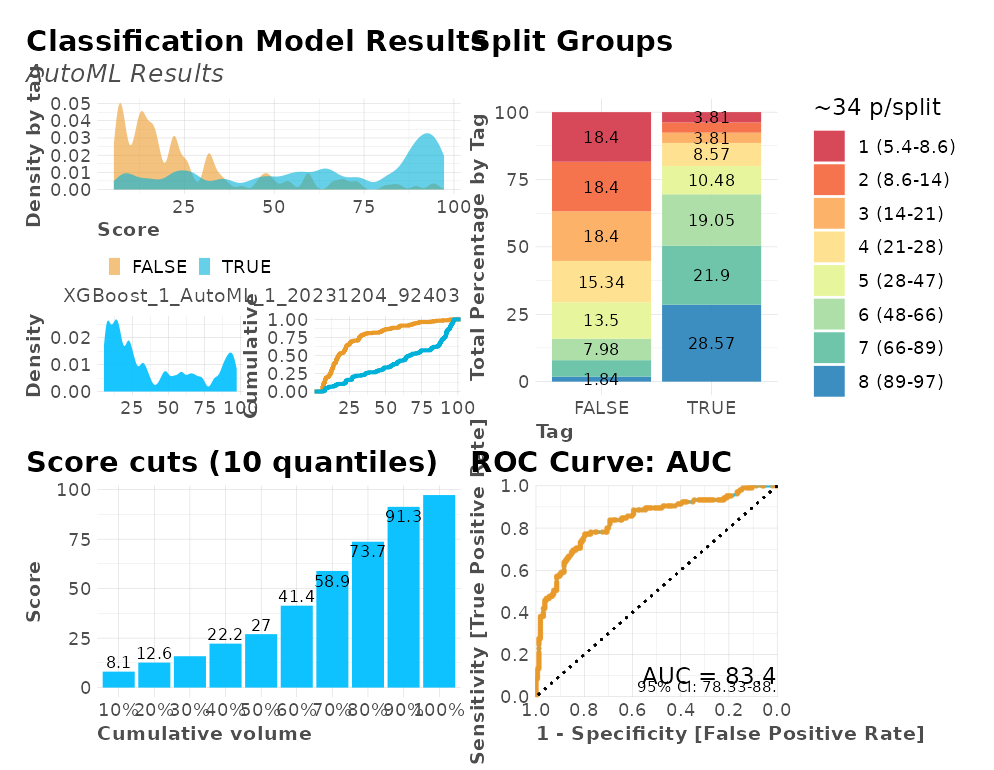 Classification Model Results
AutoML Results
Density by tag
0.05
0.04
0.03
0.02
0.01
0.00
25 50 75 100
Score
FALSE TRUE
XGBoost_1_AutoML_1_20231204_92403
Density
0.02
0.01
0.00
25 50 75 100
Cumulative
1.00
0.75
0.50
0.25
0.00
25 50 75 100
Split Groups
Total Percentage by Tag
100
75
50
25
0
18.4
18.4
18.4
15.34
13.5
7.98
1.84
3.81
3.81
8.57
10.48
19.05
21.9
28.57
FALSE TRUE
Tag
~34 p/split
1 (5.4-8.6)
2 (8.6-14)
3 (14-21)
4 (21-28)
5 (28-47)
6 (48-66)
7 (66-89)
8 (89-97)
Score cuts (10 quantiles)
Score
100
75
50
25
0
8.1 12.6 22.2 27 41.4 58.9 73.7 91.3
10% 20% 30% 40% 50% 60% 70% 80% 90% 100%
Cumulative volume
ROC Curve: AUC
Sensitivity [True Positive Rate]
1.0
0.8
0.6
0.4
0.2
0.0
AUC = 83.4
95% CI: 78.33-88.
1.0 0.8 0.6 0.4 0.2 0.0
1 - Specificity [False Positive Rate]